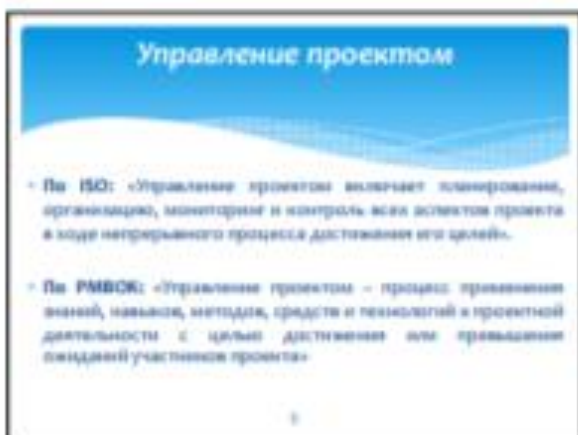 Управление проектом
• По ISO: «Управление проектом включает планирование,
организацию, мониторинг и контроль всех аспектов проекта
в ходе непрерывного процесса достижения его целей».
• По PMBOK: «Управление проектом – процесс применения
знаний, навыков, методов, средств и технологий к проектной
деятельности с целью достижения или превышения
ожиданий участников проекта»